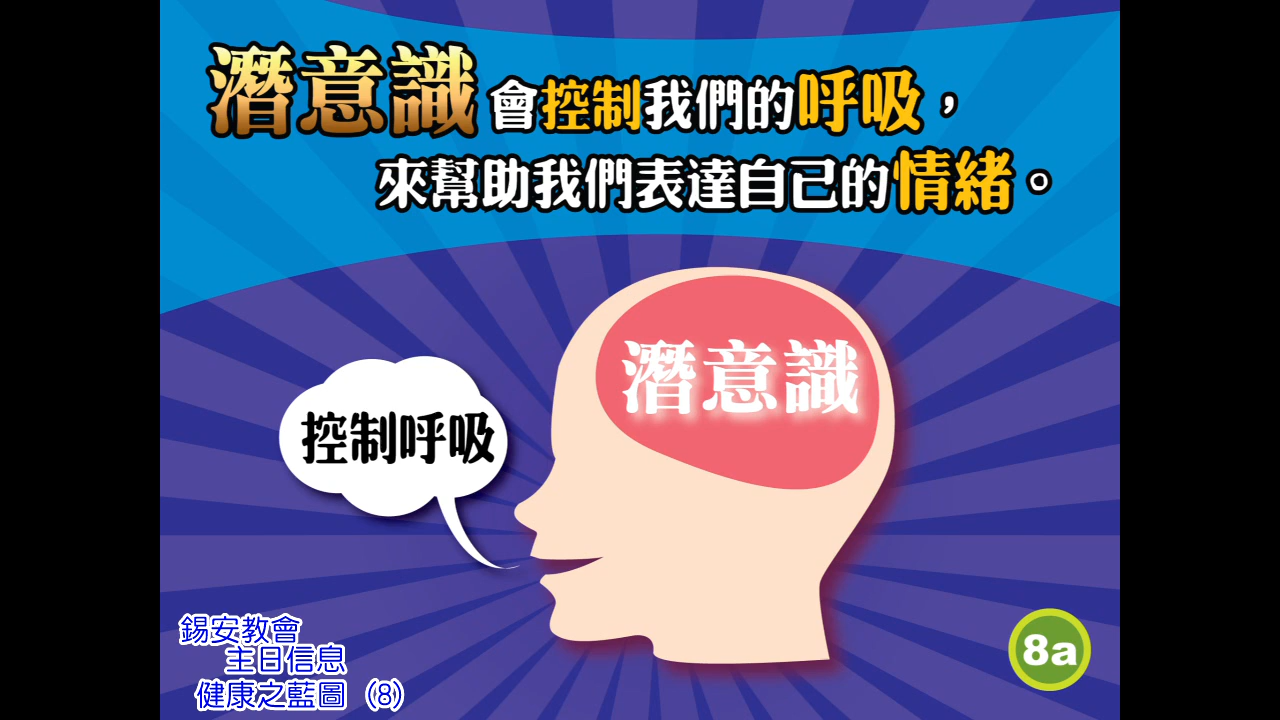 潛意識會控制我們的呼吸，
來幫助我們表達自己的情緒。
潛意識
控制呼吸
錫安教會
主日信息
健康之藍圖 (8)
8a